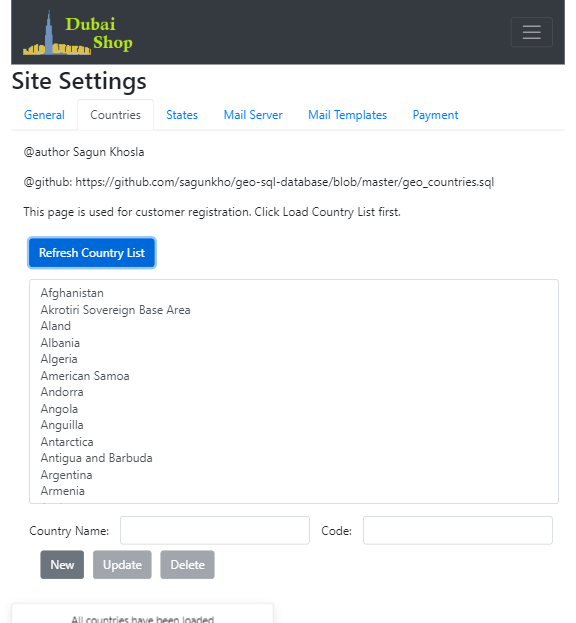 Dubai
Shop
Site Settings
General Countries States Mail Server Mail Templates Payment
@author Sagun Khosla
@github: https://github.com/sagunkho/geo-sql-database/blob/master/geo_countries.sql
This page is used for customer registration. Click Load Country List first.
Refresh Country List
Afghanistan
Akrotiri Sovereign Base Area
Aland
Albania
Algeria
American Samoa
Andorra
Angola
Anguilla
Antarctica
Antigua and Barbuda
Argentina
Armenia
Country Name: Code:
New Update Delete
All countries have been loaded